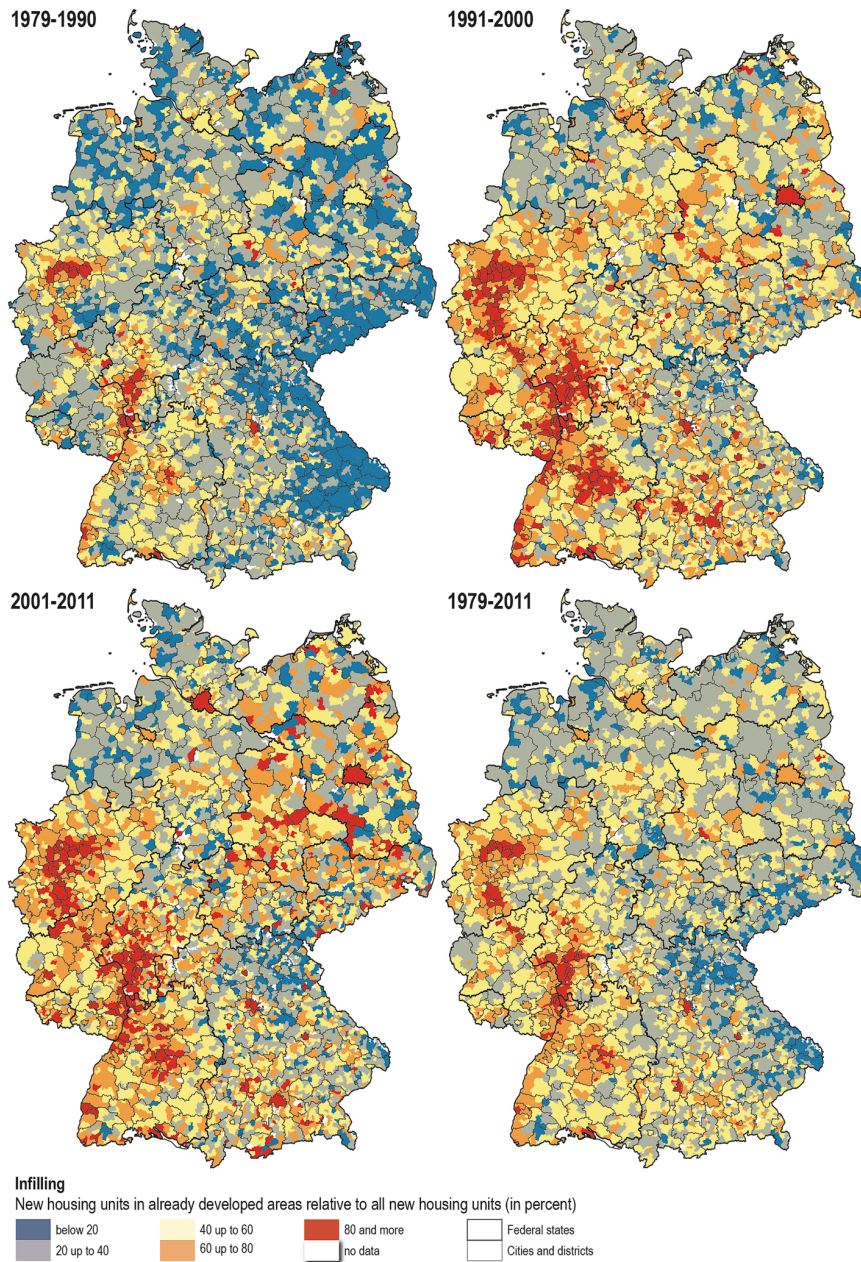 1979-1990
1991-2000
2001-2011
1979-2011
Infilling
New housing units in already developed areas relative to all new housing units (in percent)
below 20
40 up to 60
80 and more
Federal states
20 up to 40
60 up to 80
no data
Cities and districts